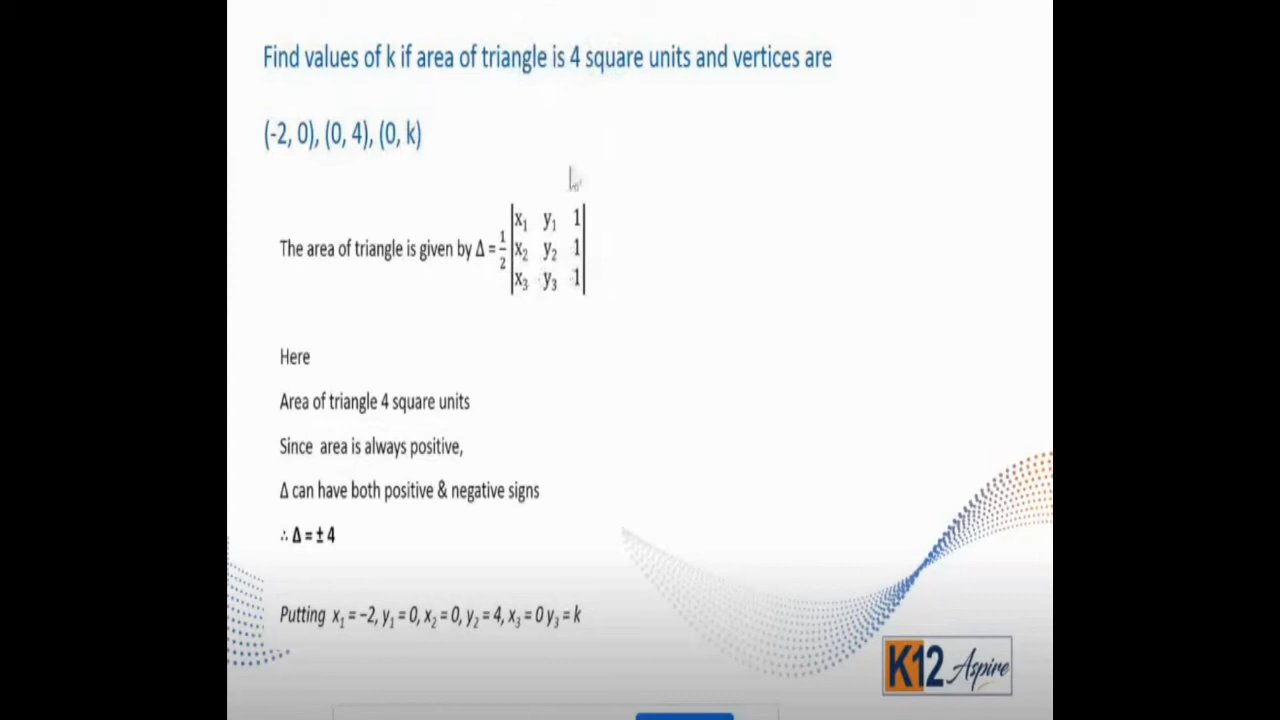 Find values of k if area of triangle is 4 square units and vertices are
(-2, 0), (0, 4), (0, k)
The area of triangle is given by Δ = 1/2 |x₁ y₁ 1|
|x₂ y₂ 1|
|x₃ y₃ 1|
Here
Area of triangle 4 square units
Since area is always positive,
Δ can have both positive & negative signs
∴ Δ = ± 4
Putting x₁ = −2, y₁ = 0, x₂ = 0, y₂ = 4, x₃ = 0 y₃ = k
K12 Aspire